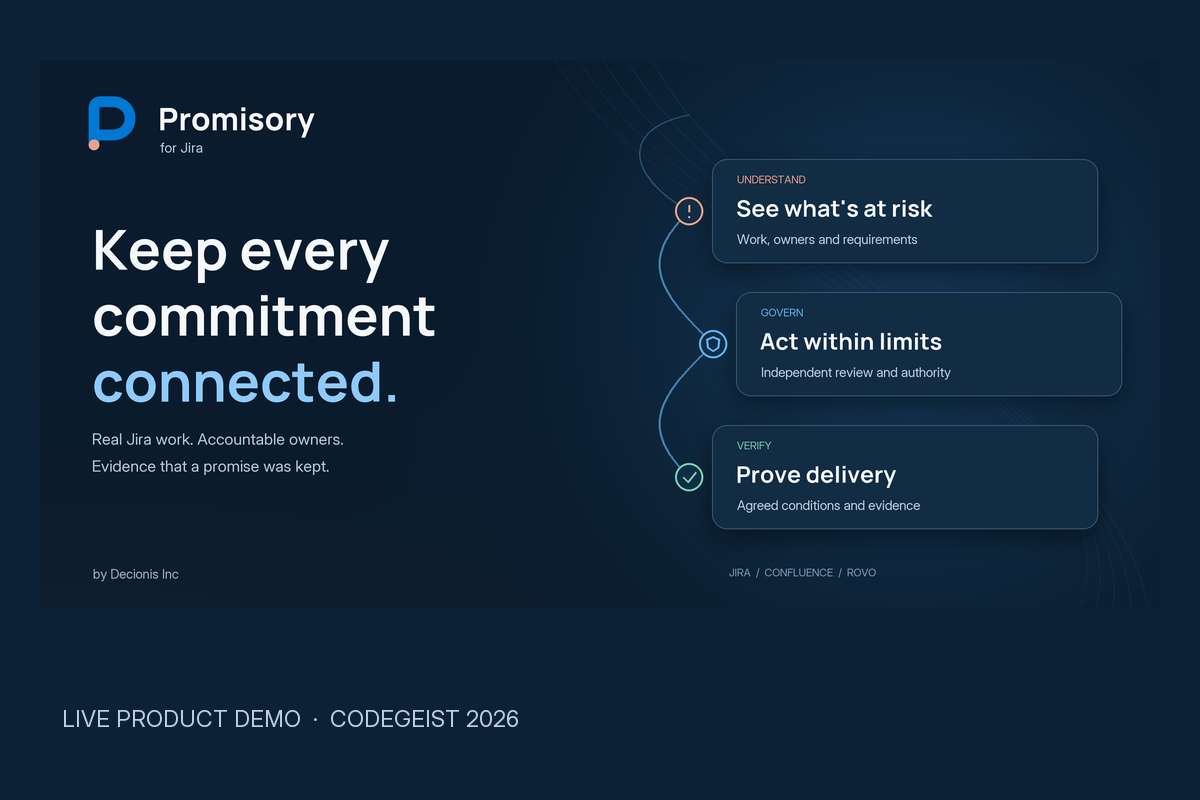 Promisory
for Jira
Keep every
commitment
connected.
Real Jira work. Accountable owners.
Evidence that a promise was kept.
by Decionis Inc
UNDERSTAND
See what's at risk
Work, owners and requirements
GOVERN
Act within limits
Independent review and authority
VERIFY
Prove delivery
Agreed conditions and evidence
JIRA / CONFLUENCE / ROVO
LIVE PRODUCT DEMO · CODEGEIST 2026